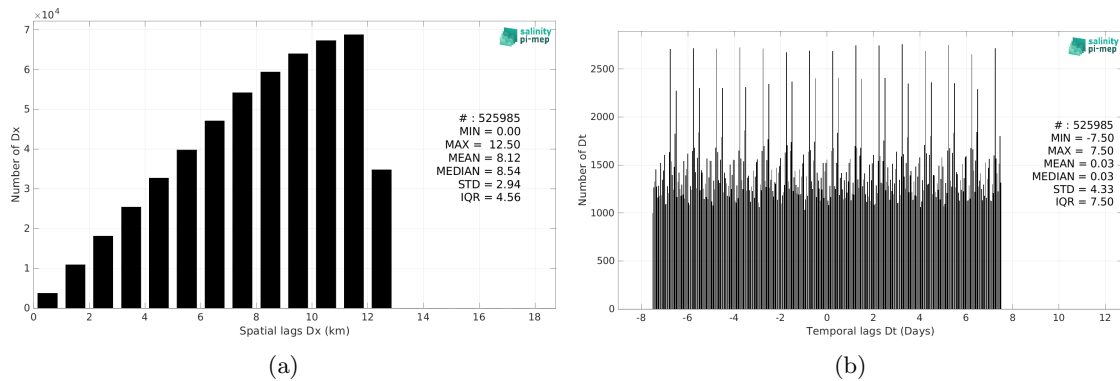 ×10⁴
7
6
5
4
3
2
1
0
Number of Dx
0 2 4 6 8 10 12 14 16 18
Spatial lags Dx (km)
salinity
pi-mep
# : 525985
MIN = 0.00
MAX = 12.50
MEAN = 8.12
MEDIAN = 8.54
STD = 2.94
IQR = 4.56
(a)
2500
2000
1500
1000
500
0
Number of Dt
-8 -6 -4 -2 0 2 4 6 8 10 12
Temporal lags Dt (Days)
salinity
pi-mep
# : 525985
MIN = -7.50
MAX = 7.50
MEAN = 0.03
MEDIAN = 0.03
STD = 4.33
IQR = 7.50
(b)